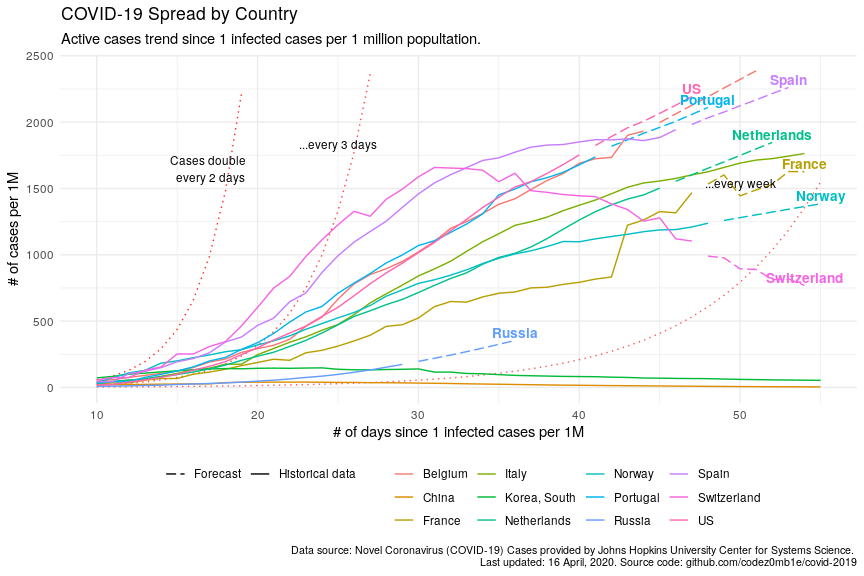 COVID-19 Spread by Country
Active cases trend since 1 infected cases per 1 million popultation.
2500
2000
1500
1000
500
0
# of cases per 1M
Cases double
every 2 days
...every 3 days
...every week
US
Portugal
Spain
Netherlands
France
Norway
Switzerland
Russia
10
20
30
40
50
# of days since 1 infected cases per 1M
Forecast
Historical data
Belgium
Italy
Norway
Spain
China
Korea, South
Portugal
Switzerland
France
Netherlands
Russia
US
Data source: Novel Coronavirus (COVID-19) Cases provided by Johns Hopkins University Center for Systems Science.
Last updated: 16 April, 2020. Source code: github.com/codez0mb1e/covid-2019